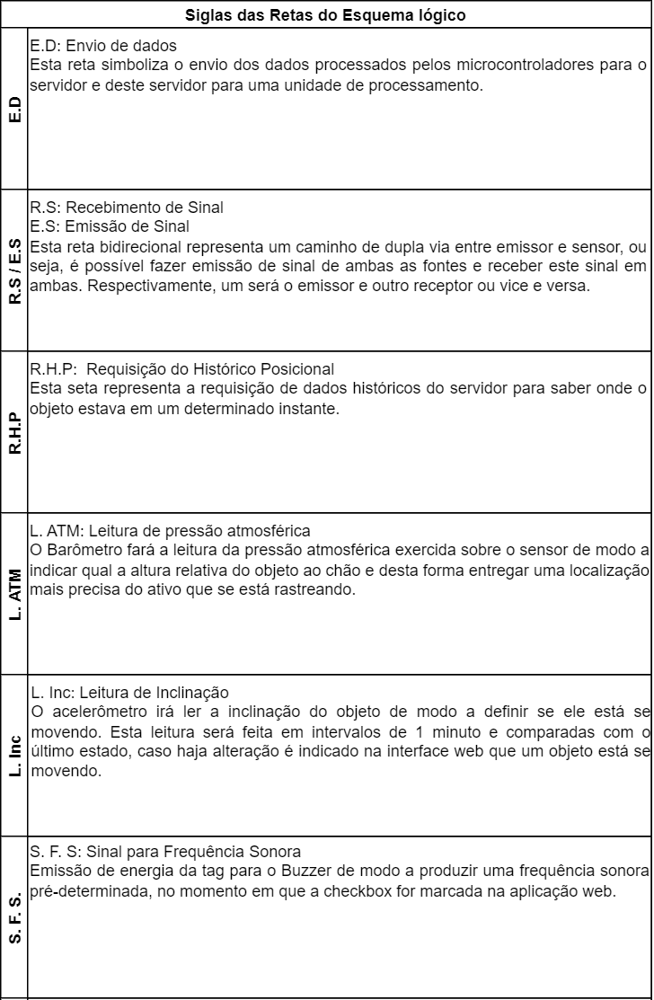 Siglas das Retas do Esquema lógico
E.D
E.D: Envio de dados
Esta reta simboliza o envio dos dados processados pelos microcontroladores para o
servidor e deste servidor para uma unidade de processamento.
R.S / E.S
R.S: Recebimento de Sinal
E.S: Emissão de Sinal
Esta reta bidirecional representa um caminho de dupla via entre emissor e sensor, ou
seja, é possível fazer emissão de sinal de ambas as fontes e receber este sinal em
ambas. Respectivamente, um será o emissor e outro receptor ou vice e versa.
R.H.P
R.H.P:  Requisição do Histórico Posicional
Esta seta representa a requisição de dados históricos do servidor para saber onde o
objeto estava em um determinado instante.
L. ATM
L. ATM: Leitura de pressão atmosférica
O Barômetro fará a leitura da pressão atmosférica exercida sobre o sensor de modo a
indicar qual a altura relativa do objeto ao chão e desta forma entregar uma localização
mais precisa do ativo que se está rastreando.
L. Inc
L. Inc: Leitura de Inclinação
O acelerômetro irá ler a inclinação do objeto de modo a definir se ele está se
movendo. Esta leitura será feita em intervalos de 1 minuto e comparadas com o
último estado, caso haja alteração é indicado na interface web que um objeto está se
movendo.
S. F. S.
S. F. S: Sinal para Frequência Sonora
Emissão de energia da tag para o Buzzer de modo a produzir uma frequência sonora
pré-determinada, no momento em que a checkbox for marcada na aplicação web.